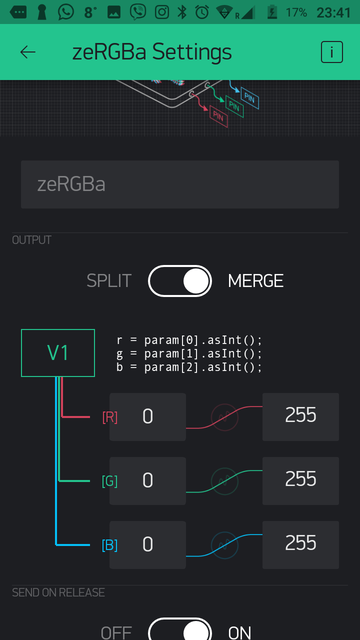 8°
R
17% 23:41
zeRGBa Settings
i
PIN
PIN
PIN
zeRGBa
OUTPUT
SPLIT MERGE
V1
r = param[0].asInt();
g = param[1].asInt();
b = param[2].asInt();
[R] 0 255
[G] 0 255
[B] 0 255
SEND ON RELEASE
OFF ON